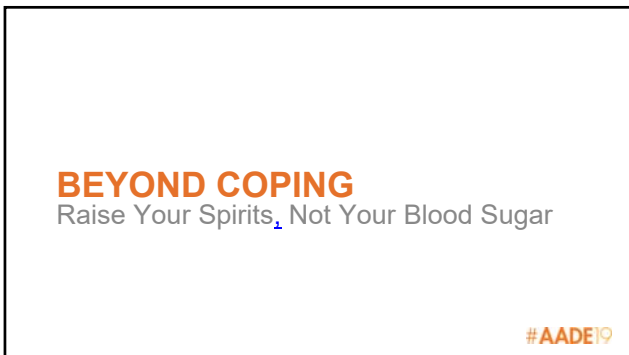 BEYOND COPING
Raise Your Spirits, Not Your Blood Sugar
#AADE19